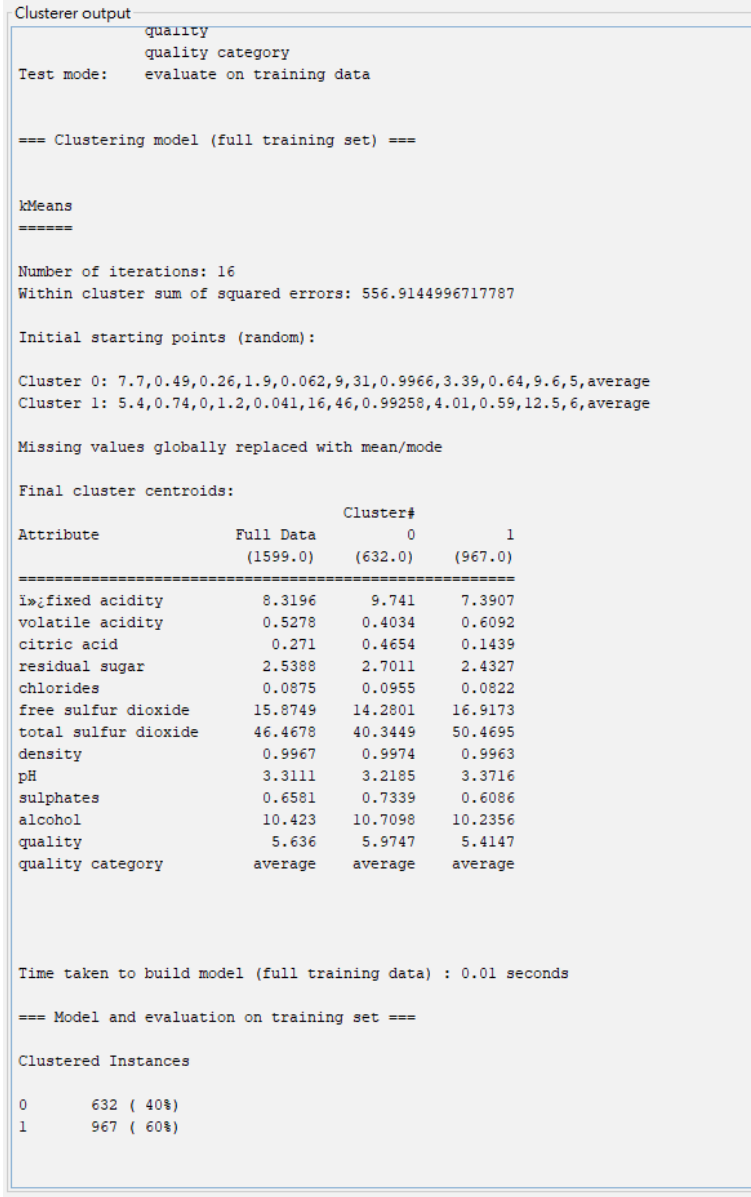 Clusterer output
quality
quality category
Test mode: evaluate on training data
=== Clustering model (full training set) ===
kMeans
======
Number of iterations: 16
Within cluster sum of squared errors: 556.9144996717787
Initial starting points (random):
Cluster 0: 7.7,0.49,0.26,1.9,0.062,9,31,0.9966,3.39,0.64,9.6,5,average
Cluster 1: 5.4,0.74,0,1.2,0.041,16,46,0.99258,4.01,0.59,12.5,6,average
Missing values globally replaced with mean/mode
Final cluster centroids:
Cluster#
Attribute Full Data 0 1
(1599.0) (632.0) (967.0)
======================================================
ï»¿fixed acidity 8.3196 9.741 7.3907
volatile acidity 0.5278 0.4034 0.6092
citric acid 0.271 0.4654 0.1439
residual sugar 2.5388 2.7011 2.4327
chlorides 0.0875 0.0955 0.0822
free sulfur dioxide 15.8749 14.2801 16.9173
total sulfur dioxide 46.4678 40.3449 50.4695
density 0.9967 0.9974 0.9963
pH 3.3111 3.2185 3.3716
sulphates 0.6581 0.7339 0.6086
alcohol 10.423 10.7098 10.2356
quality 5.636 5.9747 5.4147
quality category average average average
Time taken to build model (full training data) : 0.01 seconds
=== Model and evaluation on training set ===
Clustered Instances
0 632 ( 40%)
1 967 ( 60%)